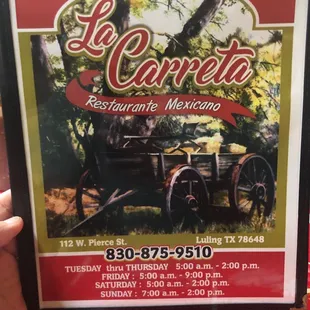 La
Carreta
Restaurante Mexicano
112 W. Pierce St. Luling TX 78648
830-875-9510
TUESDAY thru THURSDAY 5:00 a.m. - 2:00 p.m.
FRIDAY : 5:00 a.m. - 9:00 p.m.
SATURDAY : 5:00 a.m. - 2:00 p.m.
SUNDAY : 7:00 a.m. - 2:00 p.m.